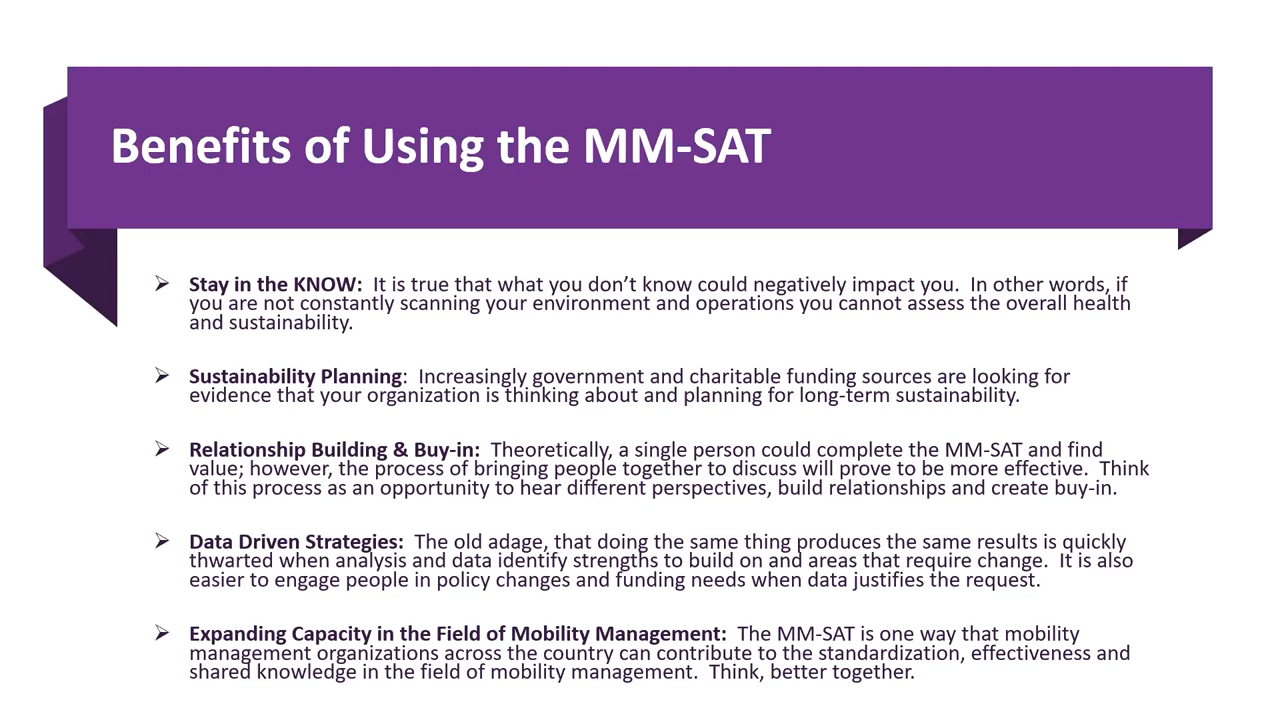 Benefits of Using the MM-SAT
➢ Stay in the KNOW:  It is true that what you don’t know could negatively impact you.  In other words, if
you are not constantly scanning your environment and operations you cannot assess the overall health
and sustainability.
➢ Sustainability Planning:  Increasingly government and charitable funding sources are looking for
evidence that your organization is thinking about and planning for long-term sustainability.
➢ Relationship Building & Buy-in:  Theoretically, a single person could complete the MM-SAT and find
value; however, the process of bringing people together to discuss will prove to be more effective.  Think
of this process as an opportunity to hear different perspectives, build relationships and create buy-in.
➢ Data Driven Strategies:  The old adage, that doing the same thing produces the same results is quickly
thwarted when analysis and data identify strengths to build on and areas that require change.  It is also
easier to engage people in policy changes and funding needs when data justifies the request.
➢ Expanding Capacity in the Field of Mobility Management:  The MM-SAT is one way that mobility
management organizations across the country can contribute to the standardization, effectiveness and
shared knowledge in the field of mobility management.  Think, better together.